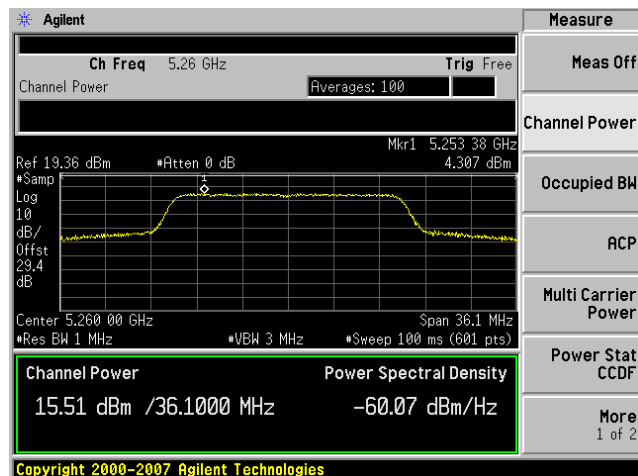 Agilent
Measure
Ch Freq 5.26 GHz Trig Free
Meas Off
Channel Power Averages: 100
Channel Power
Mkr1 5.253 38 GHz
Ref 19.36 dBm #Atten 0 dB 4.307 dBm
#Samp
1
Log
Occupied BW
10
dB/
Offst
29.4
dB
ACP
Multi Carrier
Power
Center 5.260 00 GHz Span 36.1 MHz
#Res BW 1 MHz #VBW 3 MHz #Sweep 100 ms (601 pts)
Power Stat
CCDF
Channel Power Power Spectral Density
15.51 dBm /36.1000 MHz -60.07 dBm/Hz
More
1 of 2
Copyright 2000-2007 Agilent Technologies